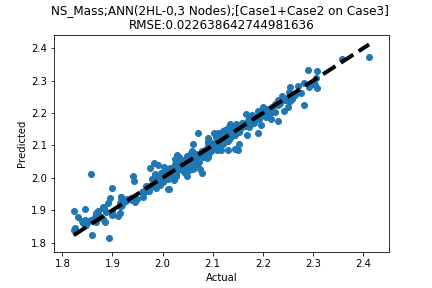 NS_Mass;ANN(2HL-0,3 Nodes);[Case1+Case2 on Case3]
RMSE:0.022638642744981636
2.4
2.3
2.2
2.1
2.0
1.9
1.8
Predicted
1.8 1.9 2.0 2.1 2.2 2.3 2.4
Actual